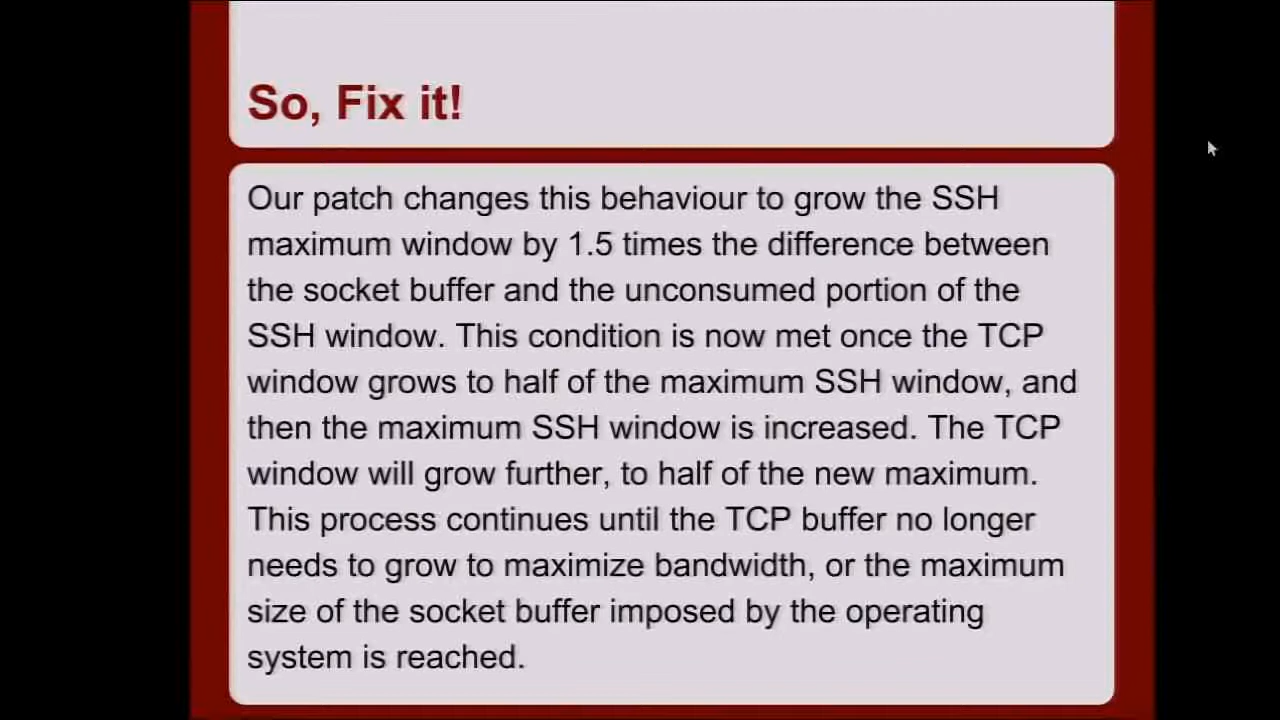 So, Fix it!
Our patch changes this behaviour to grow the SSH
maximum window by 1.5 times the difference between
the socket buffer and the unconsumed portion of the
SSH window. This condition is now met once the TCP
window grows to half of the maximum SSH window, and
then the maximum SSH window is increased. The TCP
window will grow further, to half of the new maximum.
This process continues until the TCP buffer no longer
needs to grow to maximize bandwidth, or the maximum
size of the socket buffer imposed by the operating
system is reached.